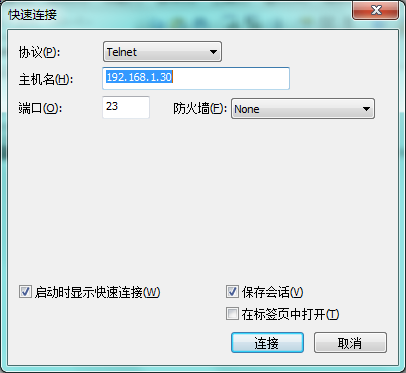 快速连接
协议(P): Telnet
主机名(H): 192.168.1.30
端口(O): 23 防火墙(F): None
启动时显示快速连接(W) 保存会话(V)
在标签页中打开(T)
连接 取消